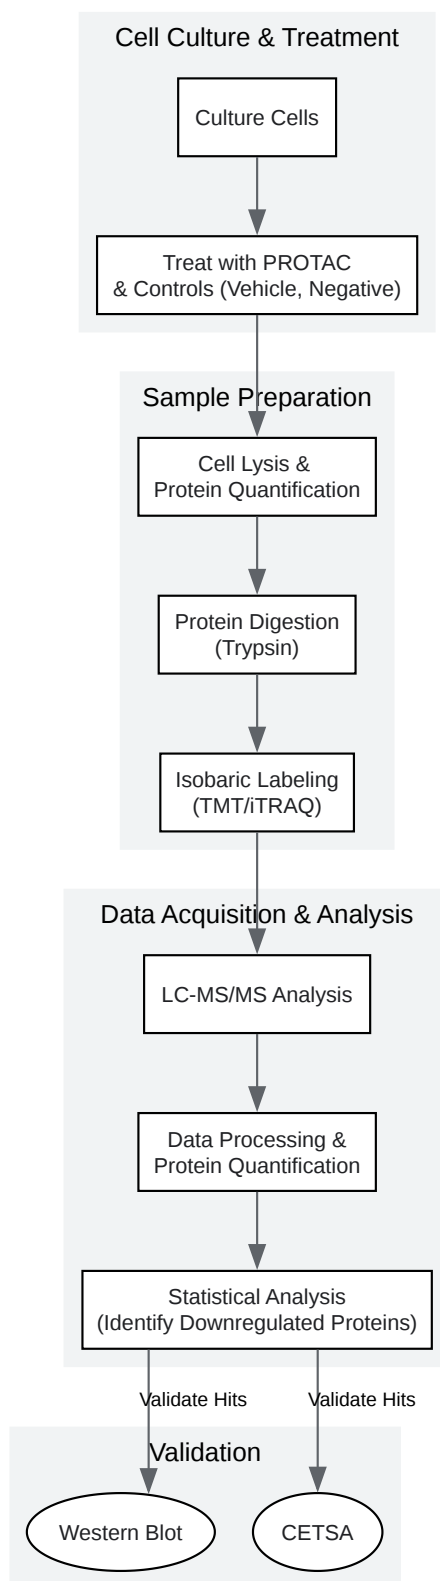 Cell Culture & Treatment
Culture Cells
Treat with PROTAC
& Controls (Vehicle, Negative)
Sample Preparation
Cell Lysis &
Protein Quantification
Protein Digestion
(Trypsin)
Isobaric Labeling
(TMT/iTRAQ)
Data Acquisition & Analysis
LC-MS/MS Analysis
Data Processing &
Protein Quantification
Statistical Analysis
(Identify Downregulated Proteins)
Validate Hits
Validate Hits
Validation
Western Blot
CETSA